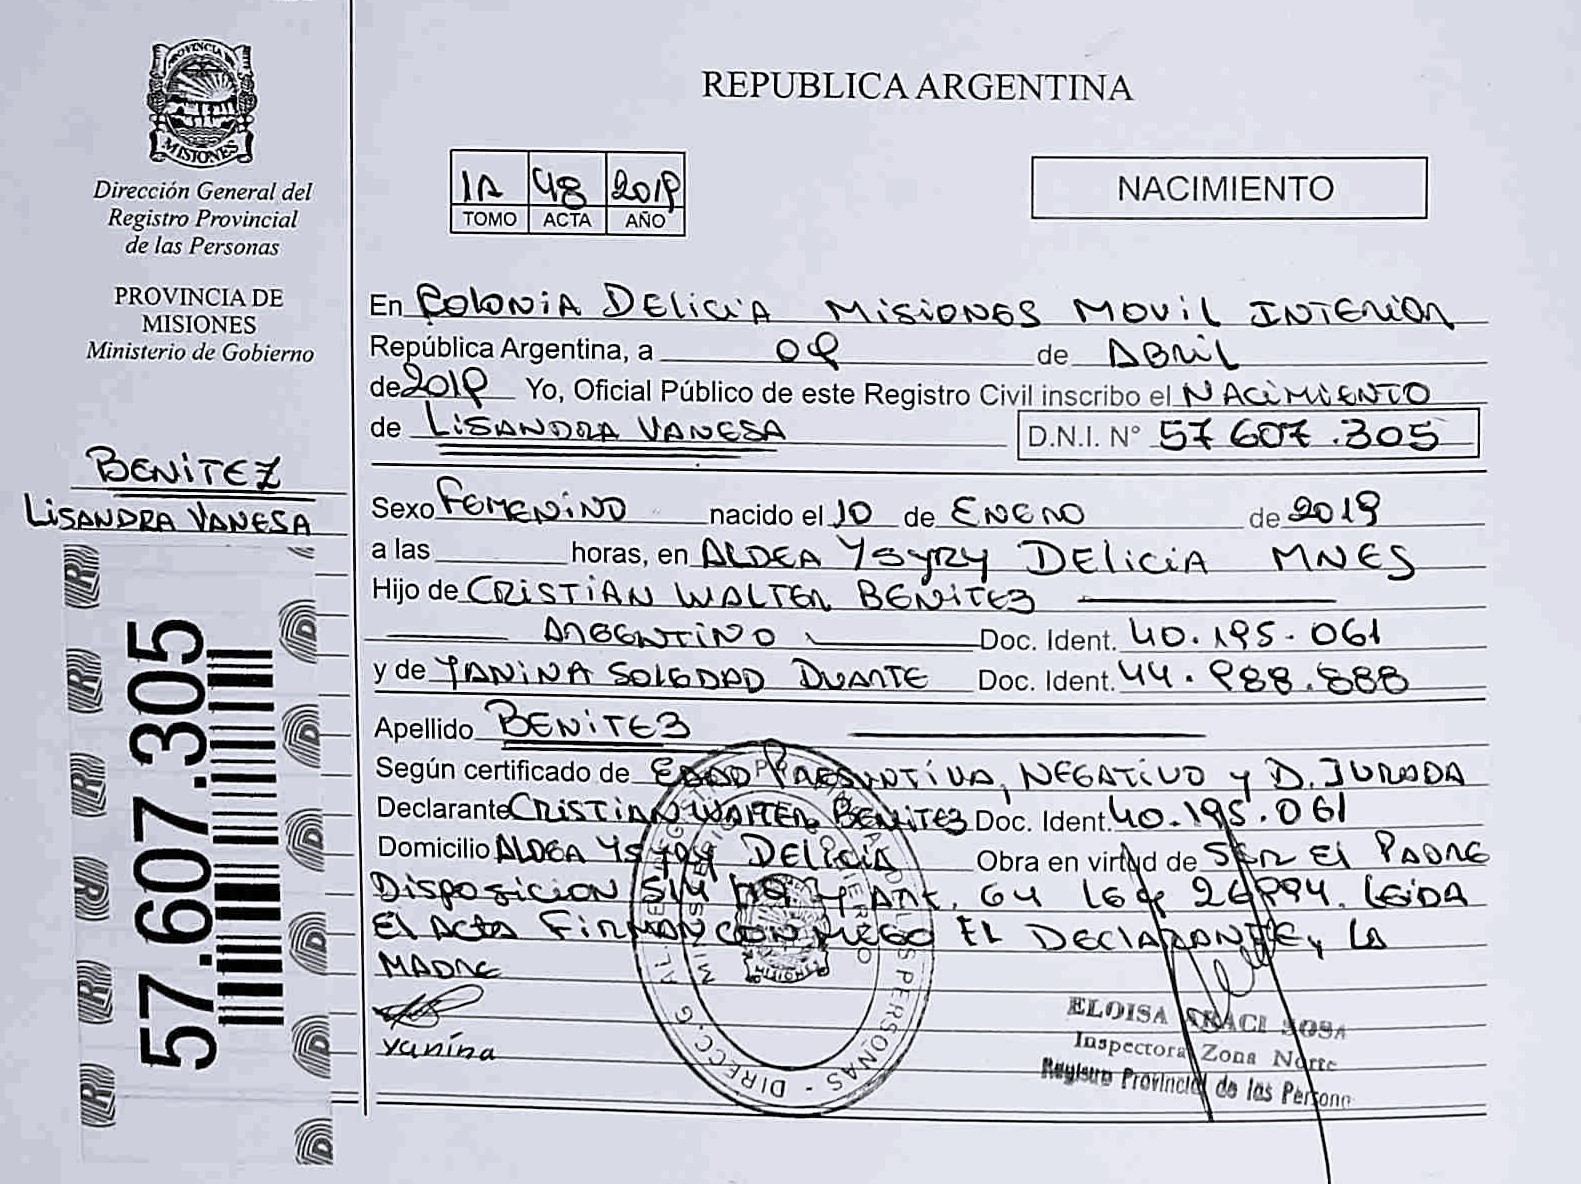 PROVINCIA DE
MISIONES
Dirección General del
Registro Provincial
de las Personas
PROVINCIA DE
MISIONES
Ministerio de Gobierno
BENITEZ
LISANDRA VANESA
57.607.305
REPUBLICA ARGENTINA
1A 48 2019
TOMO ACTA AÑO
NACIMIENTO
En COLONIA DELICIA MISIONES MOVIL INTERIOR
República Argentina, a 09 de ABRIL
de 2019 Yo, Oficial Público de este Registro Civil inscribo el NACIMIENTO
de LISANDRA VANESA D.N.I. N° 57 607.305
Sexo FEMENINO nacido el 10 de ENERO de 2019
a las horas, en ALDEA YSYRY DELICIA MNES
Hijo de CRISTIAN WALTER BENITEZ
ARGENTINO Doc. Ident. 40.195.061
y de YANINA SOLEDAD DUARTE Doc. Ident. 44.988.888
Apellido BENITEZ
Según certificado de EDAD PRESUNTIVA, NEGATIVO y D. JURADA
Declarante CRISTIAN WALTER BENITEZ Doc. Ident. 40.195.061
Domicilio ALDEA YSYRY DELICIA Obra en virtud de SER El PADRE
DISPOSICION S/N y ART. 64 LEY 26994. LEIDA
El ACTA FIRMAN CONMIGO EL DECLARANTE y LA
MADRE
yanina
ELOISA ARACI SOSA
Inspectora Zona Norte
Registro Provincial de las Persona